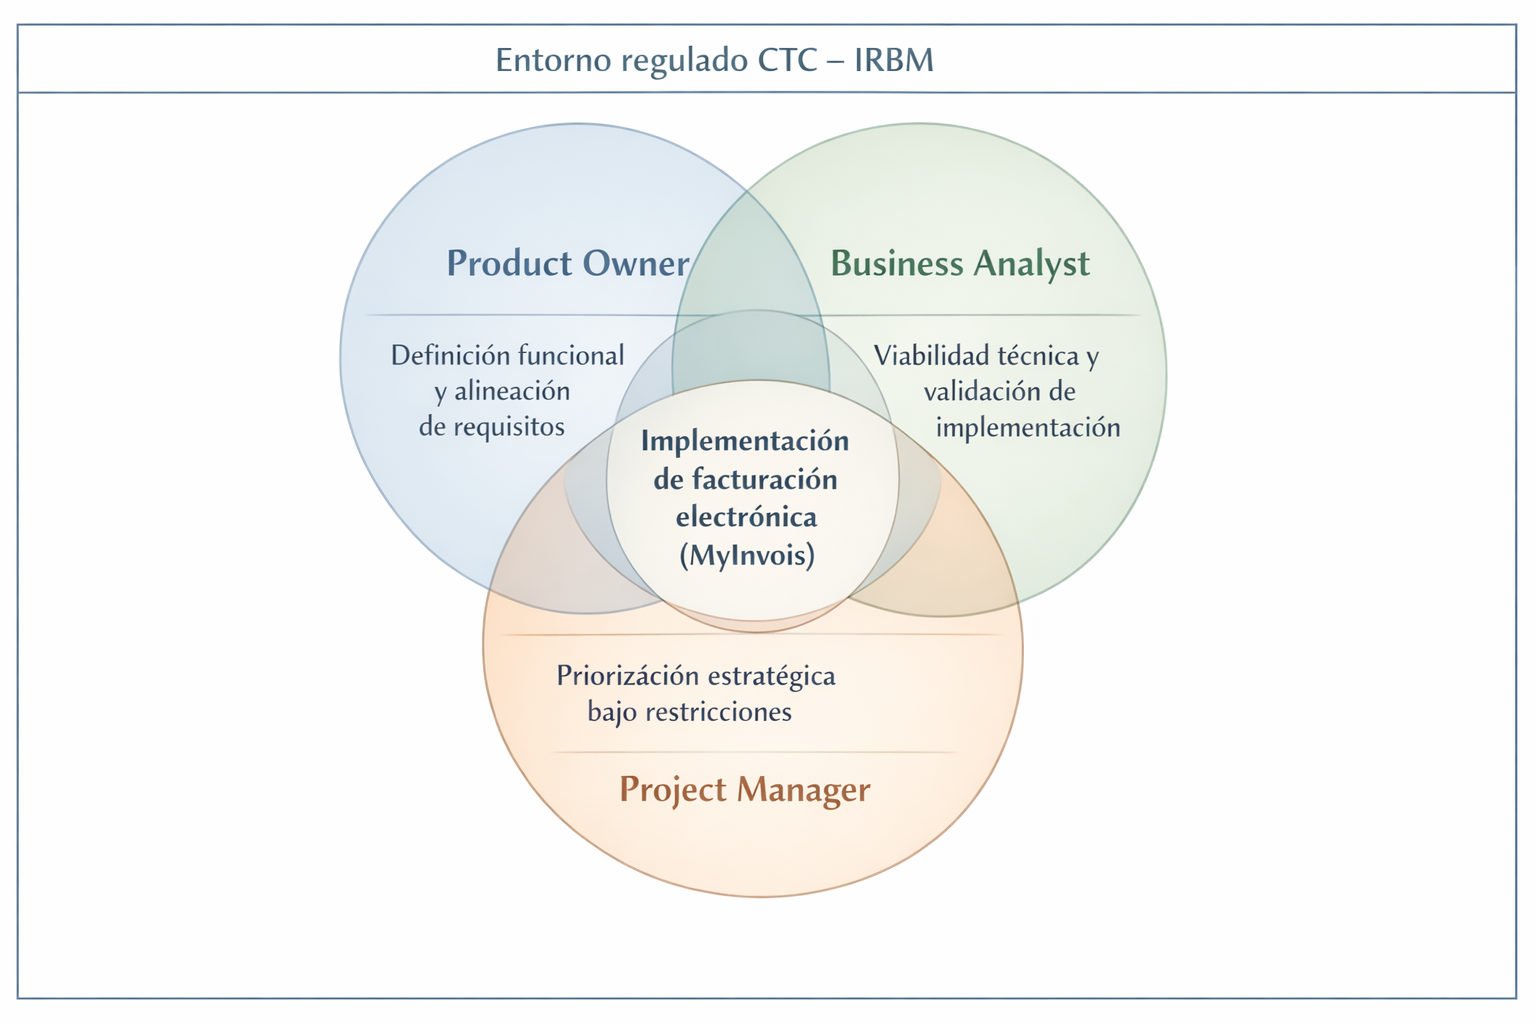 Entorno regulado CTC – IRBM
Product Owner
Definición funcional
y alineación
de requisitos
Business Analyst
Viabilidad técnica y
validación de
implementación
Implementación
de facturación
electrónica
(MyInvois)
Priorizáción estratégica
bajo restricciones
Project Manager